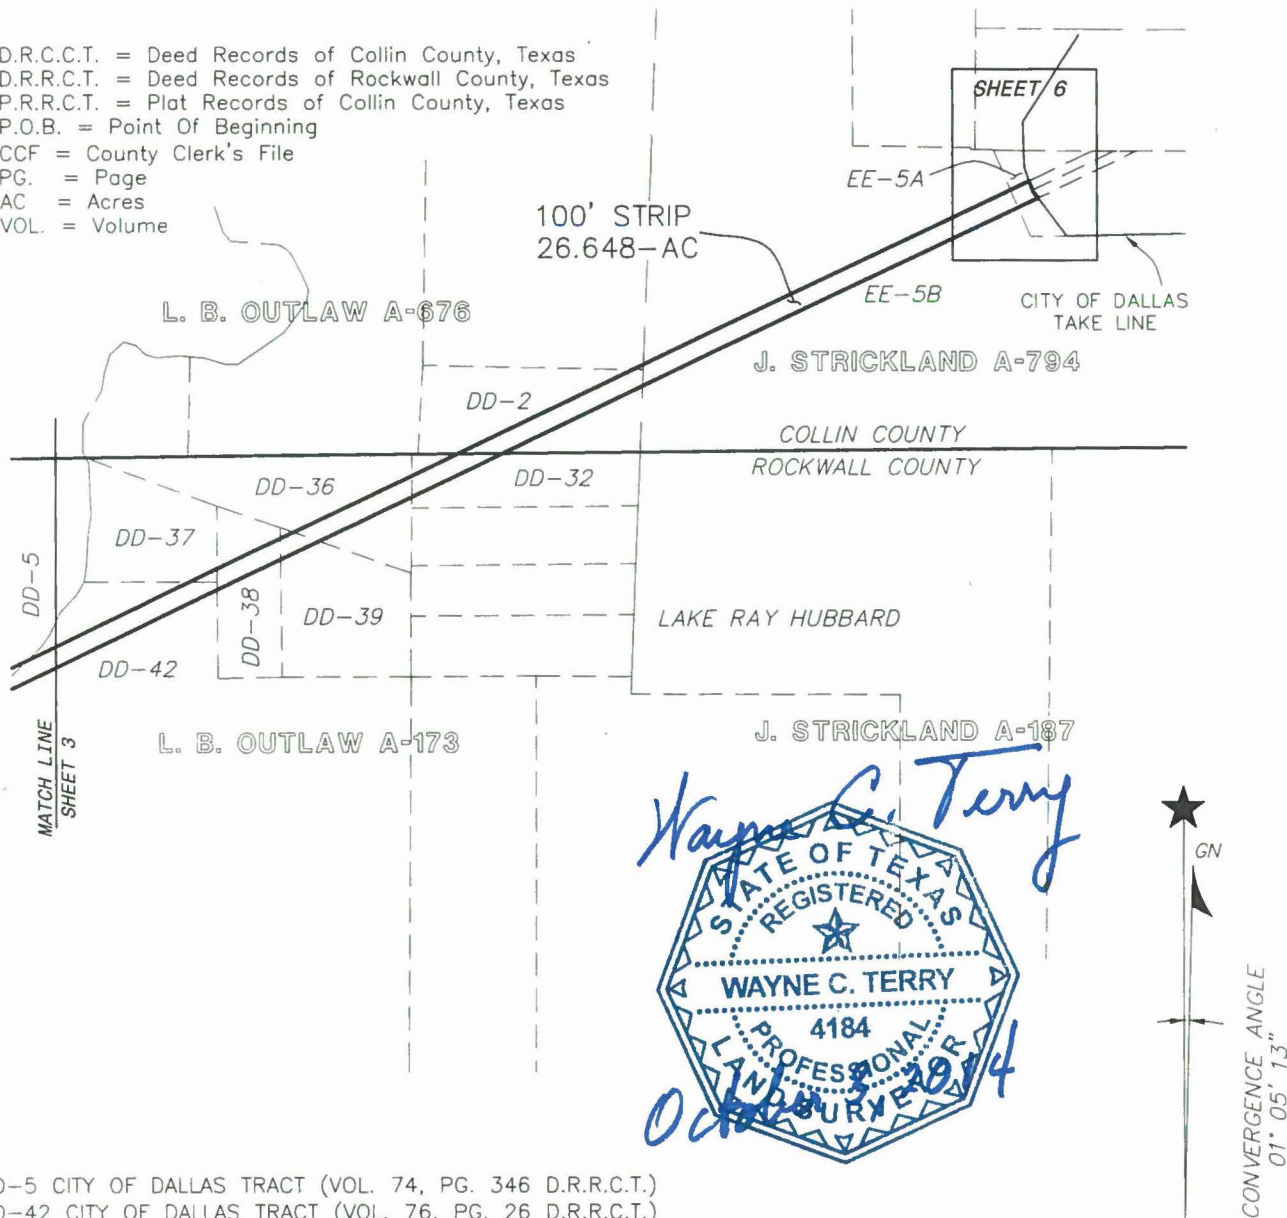 D.R.C.C.T. = Deed Records of Collin County, Texas
D.R.R.C.T. = Deed Records of Rockwall County, Texas
P.R.R.C.T. = Plat Records of Collin County, Texas
P.O.B. = Point Of Beginning
CCF = County Clerk's File
PG. = Page
AC = Acres
VOL. = Volume
SHEET 6
EE-5A
100' STRIP
26.648-AC
EE-5B
CITY OF DALLAS
TAKE LINE
L. B. OUTLAW A-676
J. STRICKLAND A-794
DD-2
COLLIN COUNTY
ROCKWALL COUNTY
DD-36
DD-32
DD-37
DD-5
DD-38
DD-39
LAKE RAY HUBBARD
DD-42
MATCH LINE
SHEET 3
L. B. OUTLAW A-173
J. STRICKLAND A-187
Wayne C. Terry
STATE OF TEXAS
REGISTERED
WAYNE C. TERRY
4184
PROFESSIONAL
LAND SURVEYOR
October 2014
GN
CONVERGENCE ANGLE
01° 05' 13"
D-5 CITY OF DALLAS TRACT (VOL. 74, PG. 346 D.R.R.C.T.)
D-42 CITY OF DALLAS TRACT (VOL. 76, PG. 26 D.R.R.C.T.)